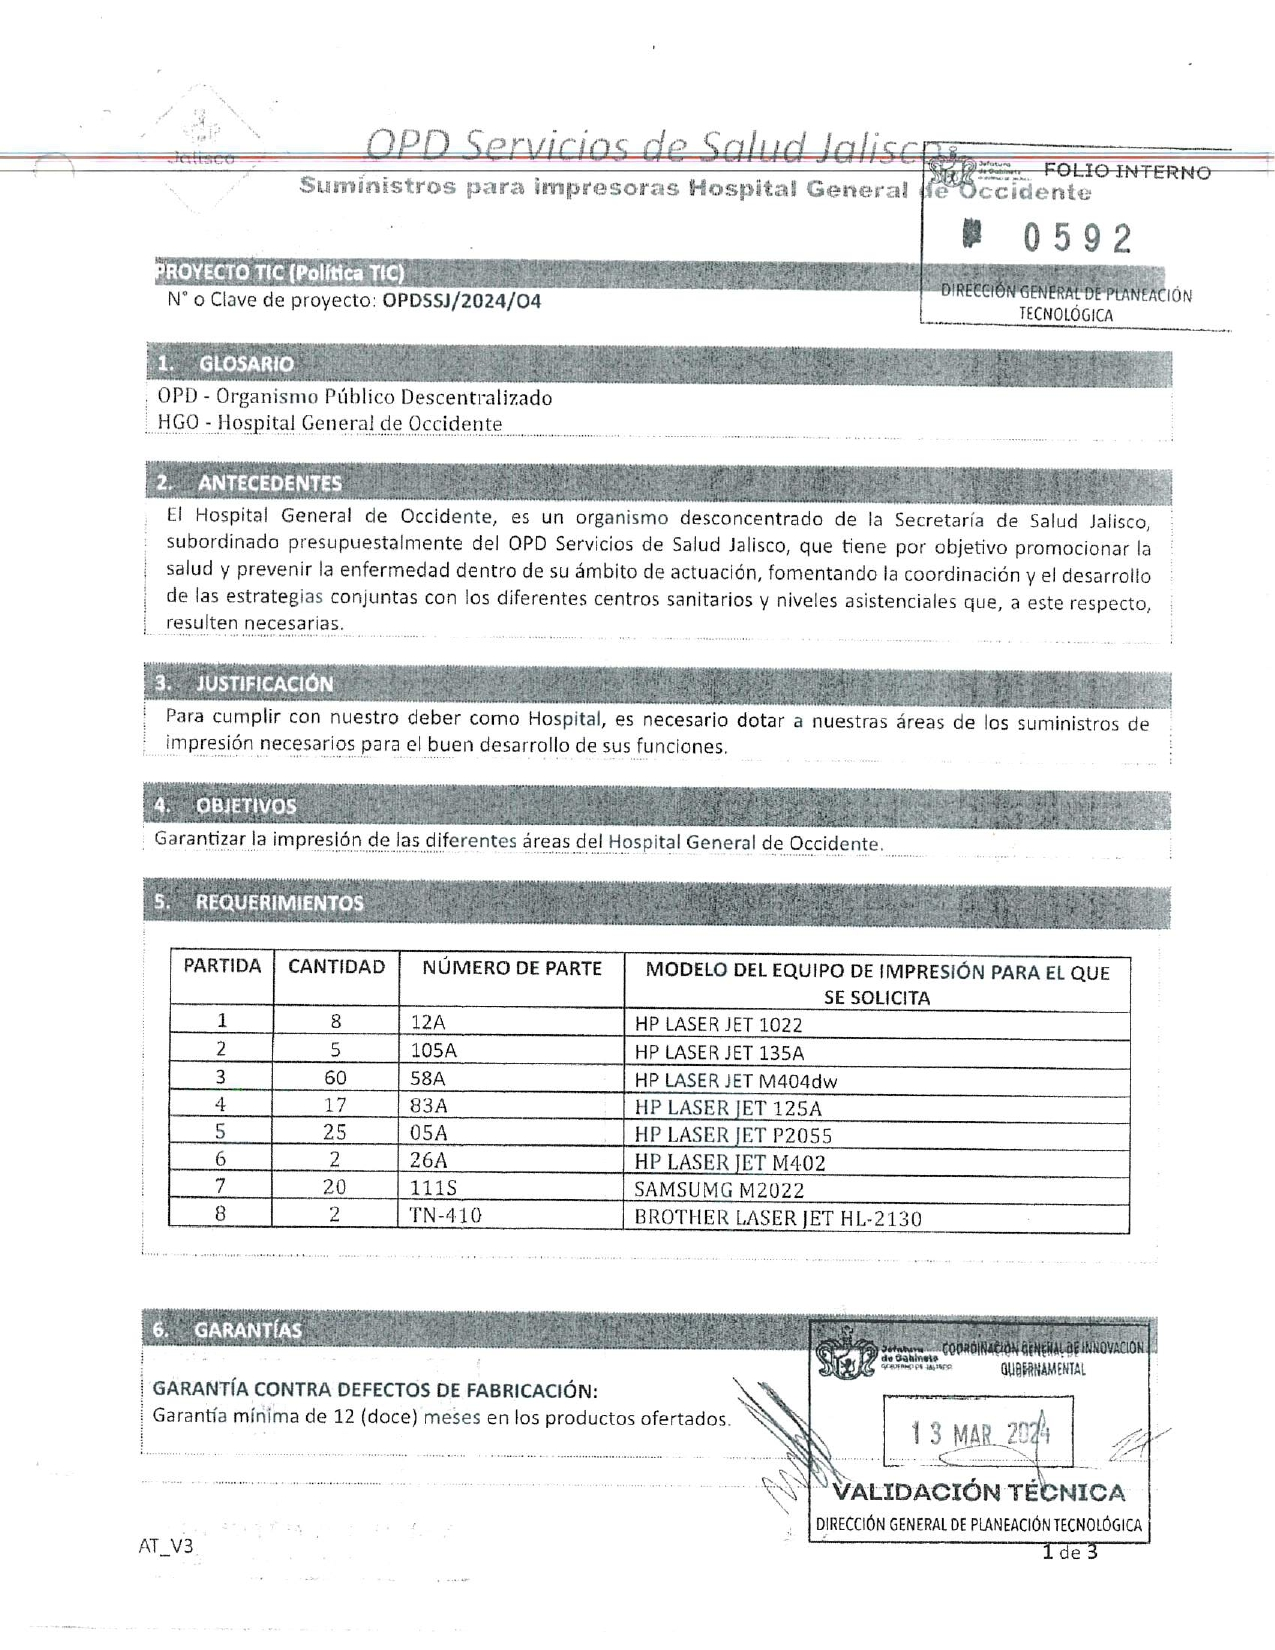 Jalisco
OPD Servicios de Salud Jalisco
Suministros para impresoras Hospital General de Occidente
Jefatura
de Gabinete
FOLIO INTERNO
0592
DIRECCIÓN GENERAL DE PLANEACIÓN
TECNOLÓGICA
PROYECTO TIC (Política TIC)
N° o Clave de proyecto: OPDSSJ/2024/O4
1. GLOSARIO
OPD - Organismo Público Descentralizado
HGO - Hospital General de Occidente
2. ANTECEDENTES
El Hospital General de Occidente, es un organismo desconcentrado de la Secretaría de Salud Jalisco,
subordinado presupuestalmente del OPD Servicios de Salud Jalisco, que tiene por objetivo promocionar la
salud y prevenir la enfermedad dentro de su ámbito de actuación, fomentando la coordinación y el desarrollo
de las estrategias conjuntas con los diferentes centros sanitarios y niveles asistenciales que, a este respecto,
resulten necesarias.
3. JUSTIFICACIÓN
Para cumplir con nuestro deber como Hospital, es necesario dotar a nuestras áreas de los suministros de
impresión necesarios para el buen desarrollo de sus funciones.
4. OBJETIVOS
Garantizar la impresión de las diferentes áreas del Hospital General de Occidente.
5. REQUERIMIENTOS
PARTIDA CANTIDAD NÚMERO DE PARTE MODELO DEL EQUIPO DE IMPRESIÓN PARA EL QUE
SE SOLICITA
1 8 12A HP LASER JET 1022
2 5 105A HP LASER JET 135A
3 60 58A HP LASER JET M404dw
4 17 83A HP LASER JET 125A
5 25 05A HP LASER JET P2055
6 2 26A HP LASER JET M402
7 20 111S SAMSUMG M2022
8 2 TN-410 BROTHER LASER JET HL-2130
6. GARANTÍAS
GARANTÍA CONTRA DEFECTOS DE FABRICACIÓN:
Garantía mínima de 12 (doce) meses en los productos ofertados.
Jefatura
de Gabinete
GOBIERNO DE JALISCO
COORDINACIÓN GENERAL DE INNOVACIÓN
GUBERNAMENTAL
13 MAR 2024
VALIDACIÓN TÉCNICA
DIRECCIÓN GENERAL DE PLANEACIÓN TECNOLÓGICA
AT_V3
1 de 3